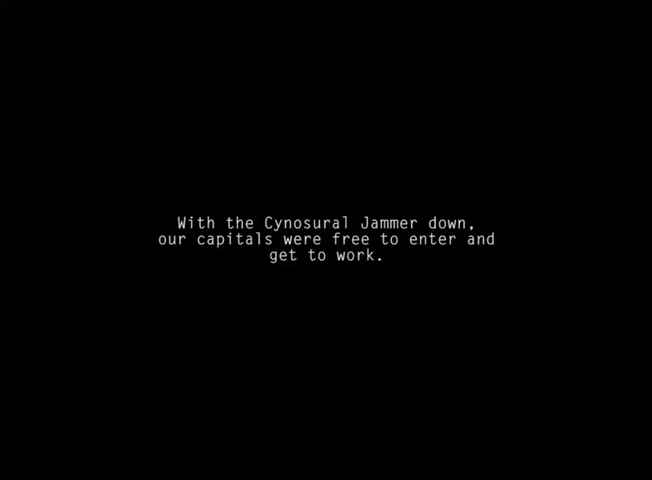 With the Cynosural Jammer down,
our capitals were free to enter and
get to work.